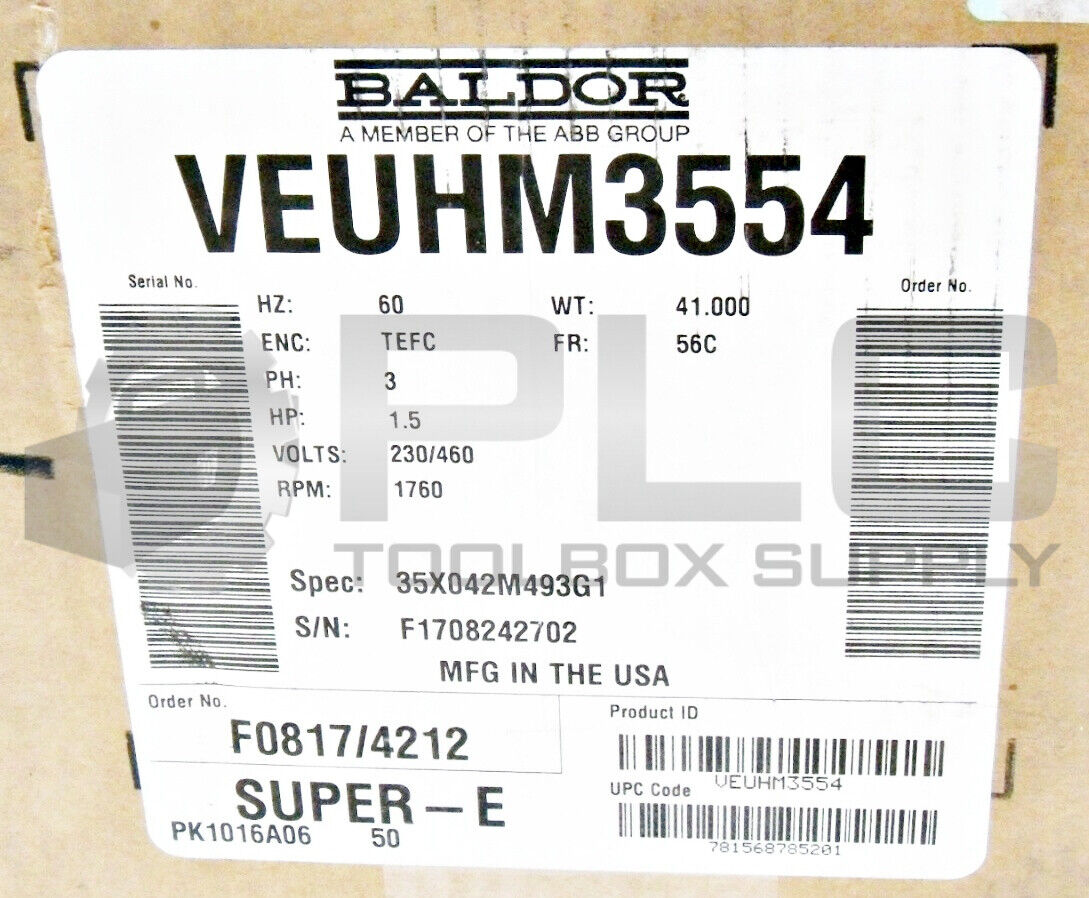 BALDOR
A MEMBER OF THE ABB GROUP
VEUHM3554
Serial No.
Order No.
HZ: 60 WT: 41.000
ENC: TEFC FR: 56C
PH: 3
HP: 1.5
VOLTS: 230/460
RPM: 1760
PLC
TOOLBOX SUPPLY
Spec: 35X042M493G1
S/N: F1708242702
MFG IN THE USA
Order No.
F0817/4212
SUPER-E
PK1016A06 50
Product ID
VEUHM3554
UPC Code
781568785201